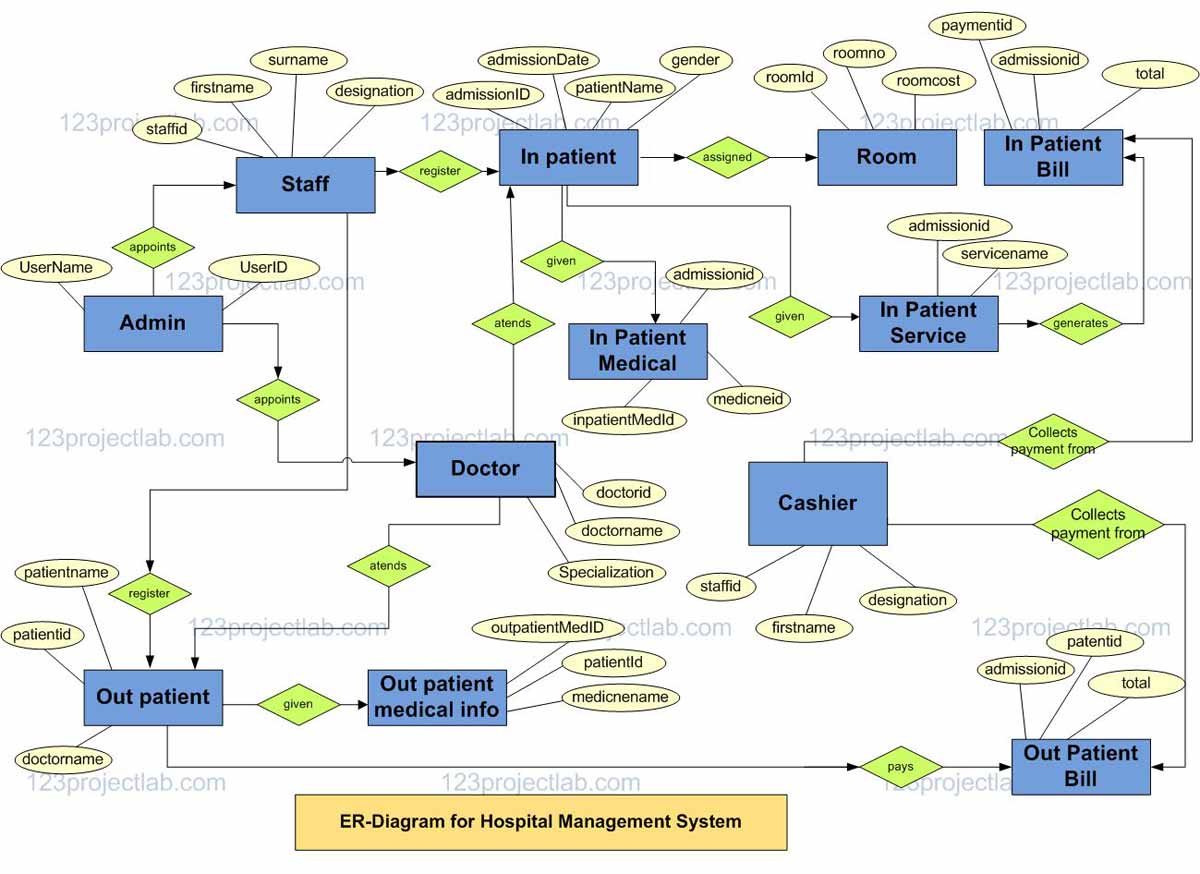 paymentid
surname
admissionDate
gender
roomno
admissionid
total
firstname
designation
admissionID
patientName
roomId
roomcost
staffid
123projectlab.com
123projectlab.com
123projectlab.com
Staff
register
In patient
assigned
Room
In Patient
Bill
appoints
UserName
UserID
given
admissionid
admissionid
servicename
123projectlab.com
123projectlab.com
123projectlab.com
Admin
atends
In Patient
Medical
given
In Patient
Service
generates
appoints
inpatientMedId
medicneid
123projectlab.com
123projectlab.com
123projectlab.com
Collects
payment from
Doctor
doctorid
doctorname
Specialization
Cashier
Collects
payment from
atends
patientname
register
staffid
firstname
designation
patientid
123projectlab.com
outpatientMedID
123projectlab.com
123projectlab.com
patentid
patientId
admissionid
total
Out patient
given
Out patient
medical info
medicnename
doctorname
pays
Out Patient
Bill
123projectlab.com
123projectlab.com
123projectla
ER-Diagram for Hospital Management System